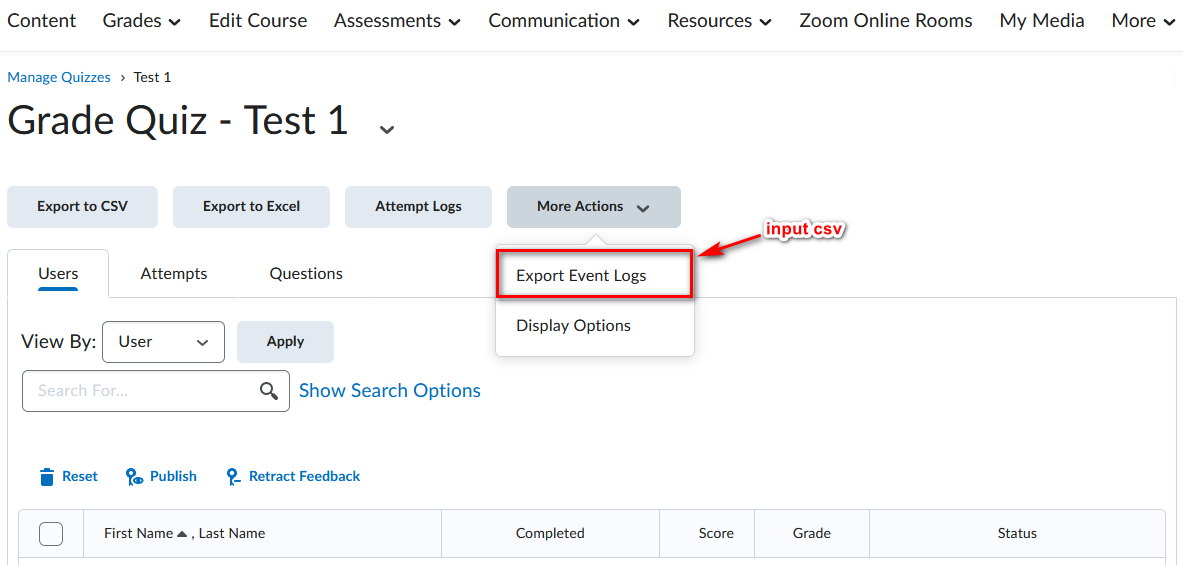 Content Grades Edit Course Assessments Communication Resources Zoom Online Rooms My Media More
Manage Quizzes › Test 1
Grade Quiz - Test 1
Export to CSV Export to Excel Attempt Logs More Actions
input csv
Users Attempts Questions Export Event Logs
Display Options
View By: User Apply
Search For... Show Search Options
Reset Publish Retract Feedback
First Name , Last Name Completed Score Grade Status